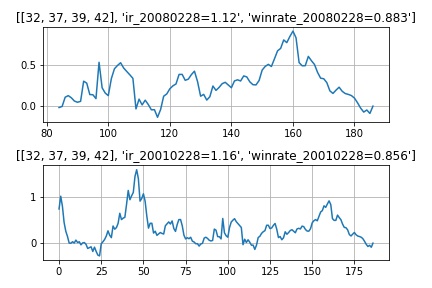 [[32, 37, 39, 42], 'ir_20080228=1.12', 'winrate_20080228=0.883']
0.5
0.0
80 100 120 140 160 180
[[32, 37, 39, 42], 'ir_20010228=1.16', 'winrate_20010228=0.856']
1
0
0 25 50 75 100 125 150 175